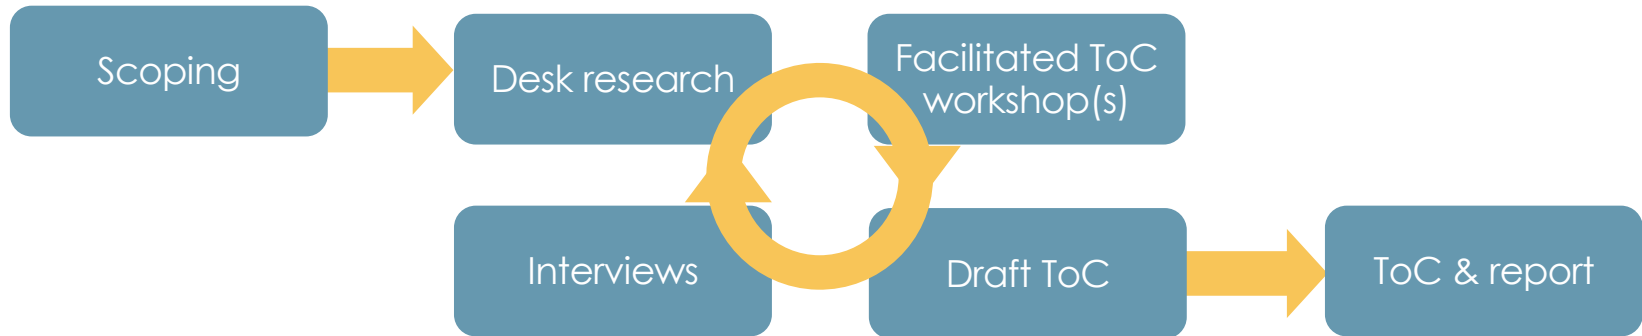 Scoping
Desk research
Facilitated ToC
workshop(s)
Interviews
Draft ToC
ToC & report